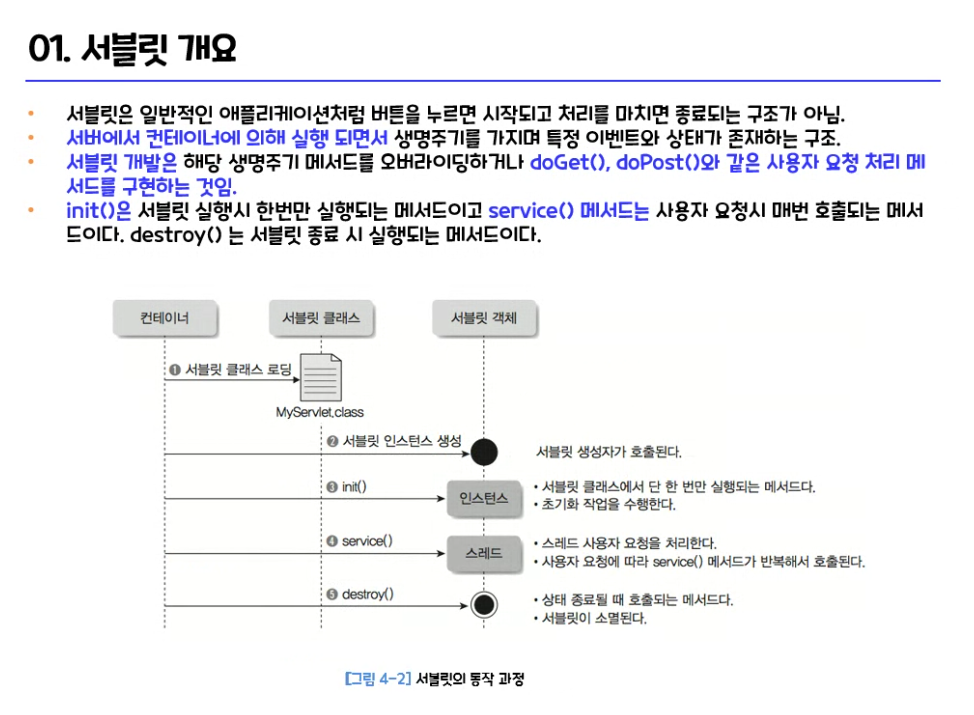 01. 서블릿 개요
• 서블릿은 일반적인 애플리케이션처럼 버튼을 누르면 시작되고 처리를 마치면 종료되는 구조가 아님.
• 서버에서 컨테이너에 의해 실행 되면서 생명주기를 가지며 특정 이벤트와 상태가 존재하는 구조.
• 서블릿 개발은 해당 생명주기 메서드를 오버라이딩하거나 doGet(), doPost()와 같은 사용자 요청 처리 메
서드를 구현하는 것임.
• init()은 서블릿 실행시 한번만 실행되는 메서드이고 service() 메서드는 사용자 요청시 매번 호출되는 메서
드이다. destroy() 는 서블릿 종료 시 실행되는 메서드이다.
컨테이너 서블릿 클래스 서블릿 객체
❶ 서블릿 클래스 로딩
MyServlet.class
❷ 서블릿 인스턴스 생성
서블릿 생성자가 호출된다.
❸ init()
인스턴스
• 서블릿 클래스에서 단 한 번만 실행되는 메서드다.
• 초기화 작업을 수행한다.
❹ service()
스레드
• 스레드 사용자 요청을 처리한다.
• 사용자 요청에 따라 service() 메서드가 반복해서 호출된다.
❺ destroy()
• 상태 종료될 때 호출되는 메서드다.
• 서블릿이 소멸된다.
[그림 4-2] 서블릿의 동작 과정